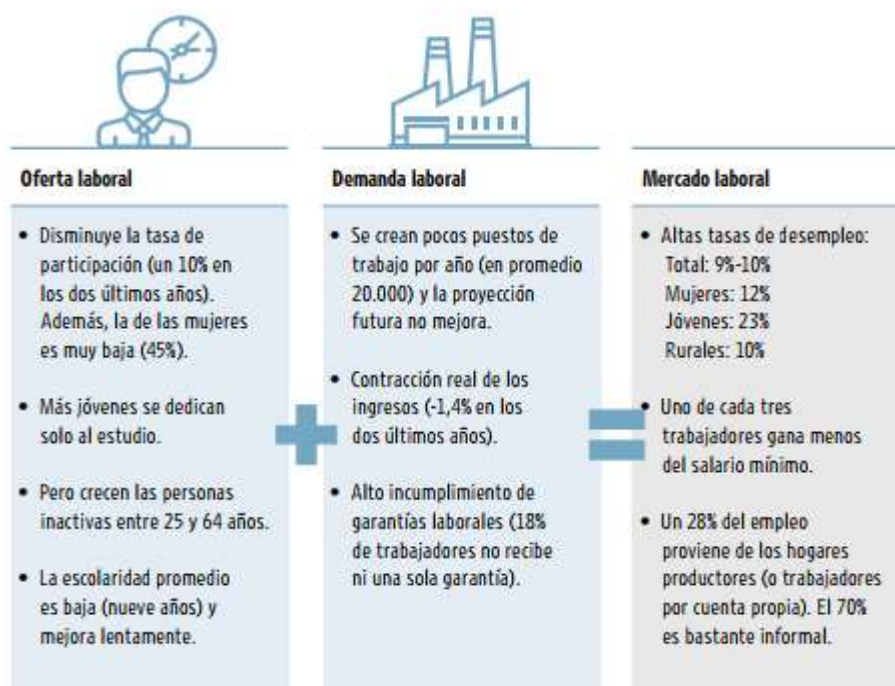 Oferta laboral
• Disminuye la tasa de
participación (un 10% en
los dos últimos años).
Además, la de las mujeres
es muy baja (45%).
• Más jóvenes se dedican
solo al estudio.
• Pero crecen las personas
inactivas entre 25 y 64 años.
• La escolaridad promedio
es baja (nueve años) y
mejora lentamente.
Demanda laboral
• Se crean pocos puestos de
trabajo por año (en promedio
20.000) y la proyección
futura no mejora.
• Contracción real de los
ingresos (-1,4% en los
dos últimos años).
• Alto incumplimiento de
garantías laborales (18%
de trabajadores no recibe
ni una sola garantía).
Mercado laboral
• Altas tasas de desempleo:
Total: 9%-10%
Mujeres: 12%
Jóvenes: 23%
Rurales: 10%
• Uno de cada tres
trabajadores gana menos
del salario mínimo.
• Un 28% del empleo
proviene de los hogares
productores (o trabajadores
por cuenta propia). El 70%
es bastante informal.